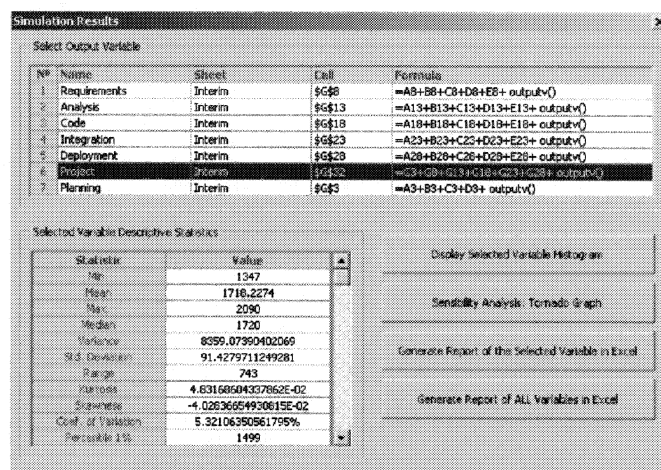 Simulation Results
Select Output Variable
Nº Name Sheet Cell Formula
1 Requirements Interim $G$8 =A8+B8+C8+D8+E8+ outputv()
2 Analysis Interim $G$13 =A13+B13+C13+D13+E13+ outputv()
3 Code Interim $G$18 =A18+B18+C18+D18+E18+ outputv()
4 Integration Interim $G$23 =A23+B23+C23+D23+E23+ outputv()
5 Deployment Interim $G$28 =A28+B28+C28+D28+E28+ outputv()
6 Project Interim $G$32 =G3+G8+G13+G18+G23+G28+ outputv()
7 Planning Interim $G$3 =A3+B3+C3+D3+ outputv()
Selected Variable Descriptive Statistics
Statistic Value
Min 1347
Mean 1718.2274
Max 2090
Median 1720
Variance 8359.07390402069
Std. Deviation 91.4279711249281
Range 743
Kurtosis 4.83168604337862E-02
Skewness -4.02836654930815E-02
Coef. of Variation 5.32106350561795%
Percentile 1% 1499
Display Selected Variable Histogram
Sensibility Analysis. Tornado Graph
Generate Report of the Selected Variable in Excel
Generate Report of ALL Variables in Excel